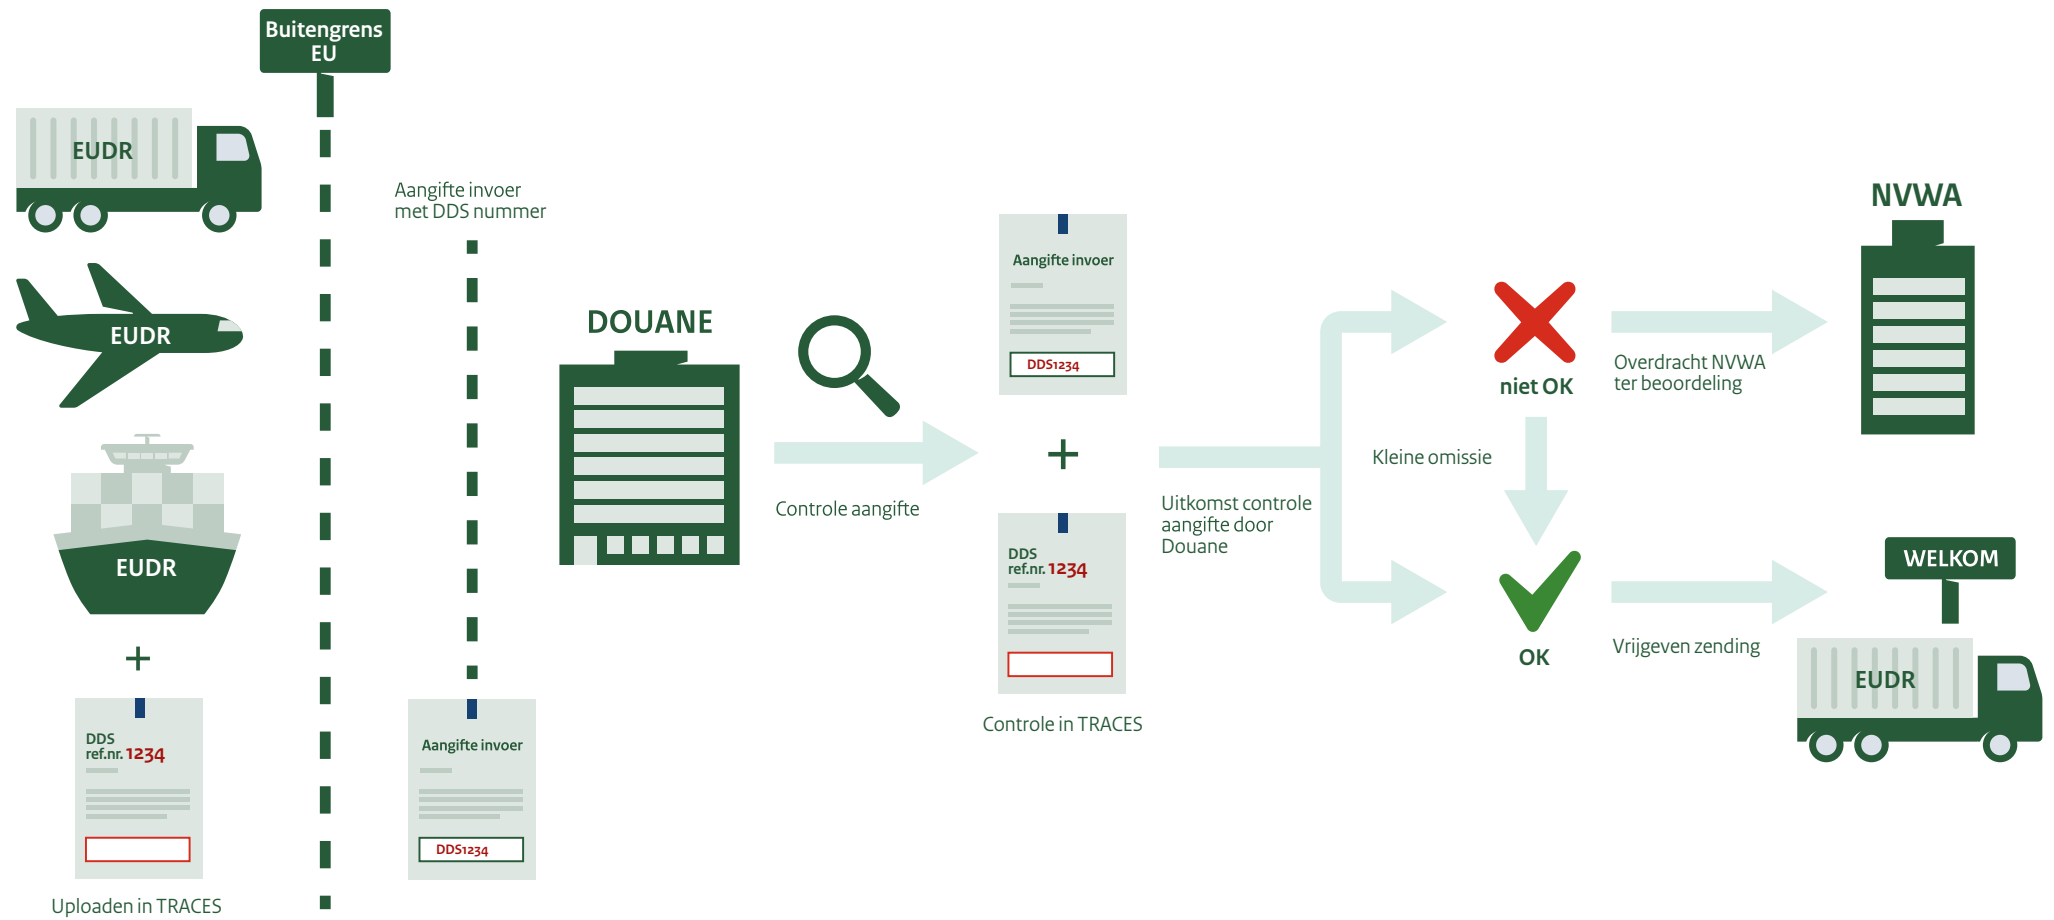 Buitengrens
EU
EUDR
EUDR
EUDR
+
DDS
ref.nr. 1234
Uploaden in TRACES
Aangifte invoer
met DDS nummer
Aangifte invoer
DDS1234
DOUANE
Controle aangifte
Aangifte invoer
DDS1234
+
DDS
ref.nr. 1234
Controle in TRACES
Uitkomst controle
aangifte door
Douane
niet OK
Kleine omissie
OK
Overdracht NVWA
ter beoordeling
NVWA
Vrijgeven zending
WELKOM
EUDR